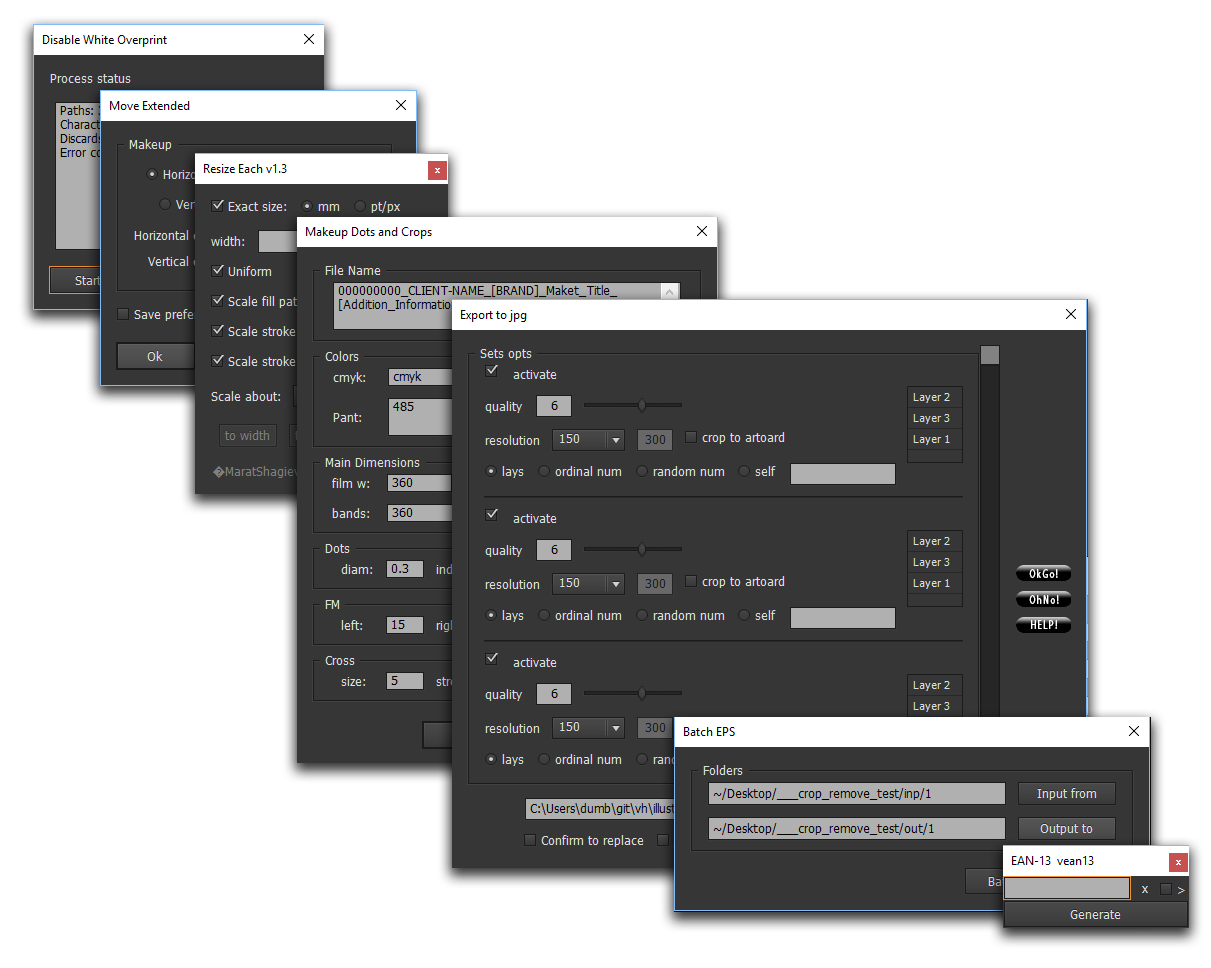 Disable White Overprint
Process status
Paths:
Charact
Discards
Error co
Start
Move Extended
Makeup
Horizo
Ver
Horizontal
Vertical
Save prefe
Ok
Resize Each v1.3
x
Exact size: mm pt/px
width:
Uniform
Scale fill pat
Scale stroke
Scale stroke
Scale about:
to width
�MaratShagiev
Makeup Dots and Crops
File Name
000000000_CLIENT-NAME_[BRAND]_Maket_Title_
[Addition_Informatio
Colors
cmyk: cmyk
Pant: 485
Main Dimensions
film w: 360
bands: 360
Dots
diam: 0.3 ind
FM
left: 15 righ
Cross
size: 5 stro
Export to jpg
Sets opts
activate
quality 6
resolution 150 300 crop to artoard
lays ordinal num random num self
Layer 2
Layer 3
Layer 1
activate
quality 6
resolution 150 300 crop to artoard
lays ordinal num random num self
Layer 2
Layer 3
Layer 1
activate
quality 6
resolution 150 300
lays ordinal num ran
Layer 2
Layer 3
OkGo!
OhNo!
HELP!
C:\Users\dumb\git\vh\illust
Confirm to replace
Batch EPS
Folders
~/Desktop/___crop_remove_test/inp/1 Input from
~/Desktop/___crop_remove_test/out/1 Output to
Ba
EAN-13 vean13
x
x >
Generate